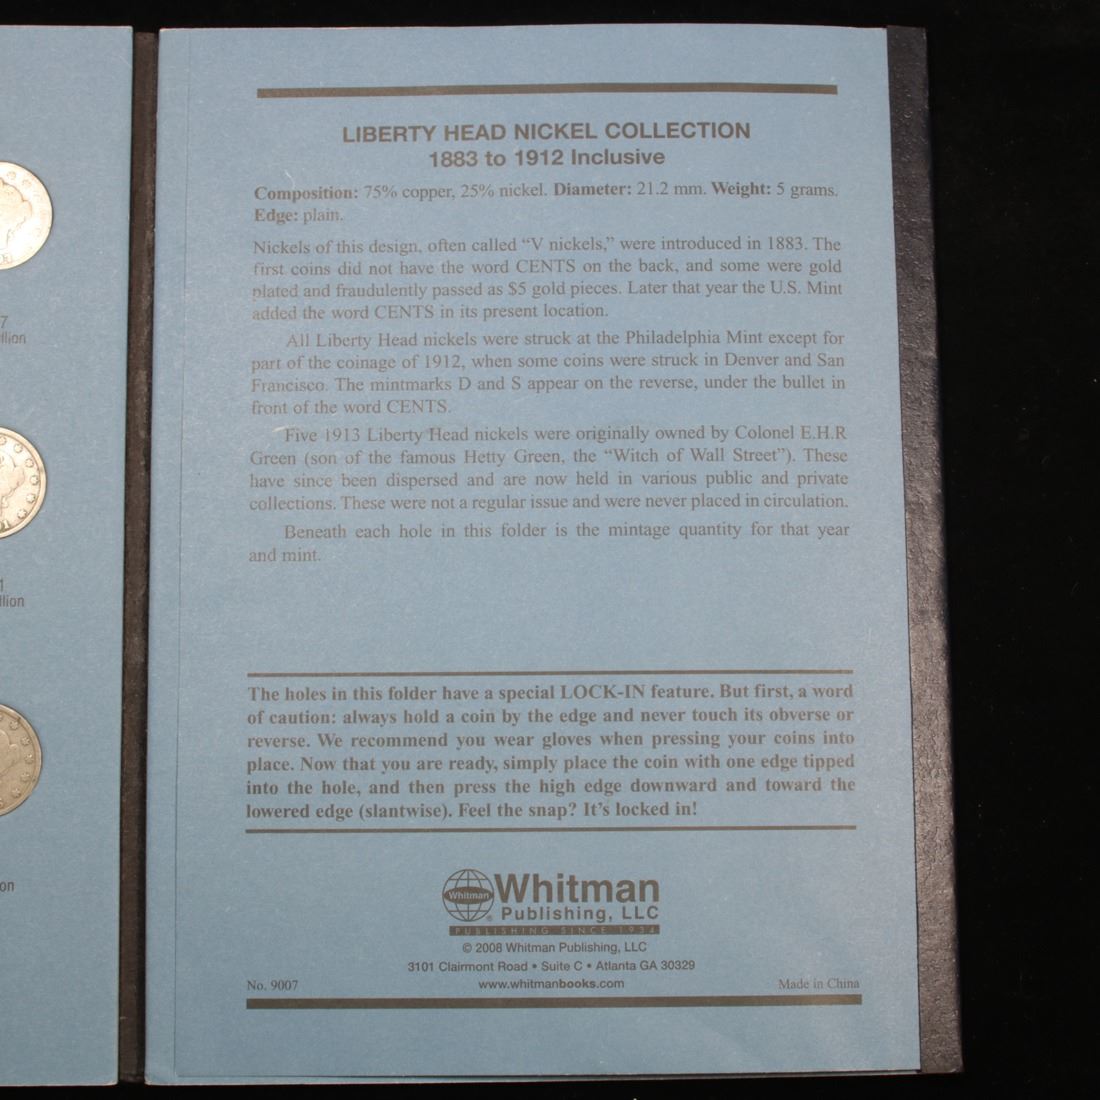 7
llion
1
llion
on
LIBERTY HEAD NICKEL COLLECTION
1883 to 1912 Inclusive
Composition: 75% copper, 25% nickel. Diameter: 21.2 mm. Weight: 5 grams.
Edge: plain.
Nickels of this design, often called “V nickels,” were introduced in 1883. The
first coins did not have the word CENTS on the back, and some were gold
plated and fraudulently passed as $5 gold pieces. Later that year the U.S. Mint
added the word CENTS in its present location.
All Liberty Head nickels were struck at the Philadelphia Mint except for
part of the coinage of 1912, when some coins were struck in Denver and San
Francisco. The mintmarks D and S appear on the reverse, under the bullet in
front of the word CENTS.
Five 1913 Liberty Head nickels were originally owned by Colonel E.H.R
Green (son of the famous Hetty Green, the “Witch of Wall Street”). These
have since been dispersed and are now held in various public and private
collections. These were not a regular issue and were never placed in circulation.
Beneath each hole in this folder is the mintage quantity for that year
and mint.
The holes in this folder have a special LOCK-IN feature. But first, a word
of caution: always hold a coin by the edge and never touch its obverse or
reverse. We recommend you wear gloves when pressing your coins into
place. Now that you are ready, simply place the coin with one edge tipped
into the hole, and then press the high edge downward and toward the
lowered edge (slantwise). Feel the snap? It’s locked in!
Whitman
Whitman®
Publishing, LLC
PUBLISHING SINCE 1934
© 2008 Whitman Publishing, LLC
3101 Clairmont Road • Suite C • Atlanta GA 30329
No. 9007 www.whitmanbooks.com Made in China